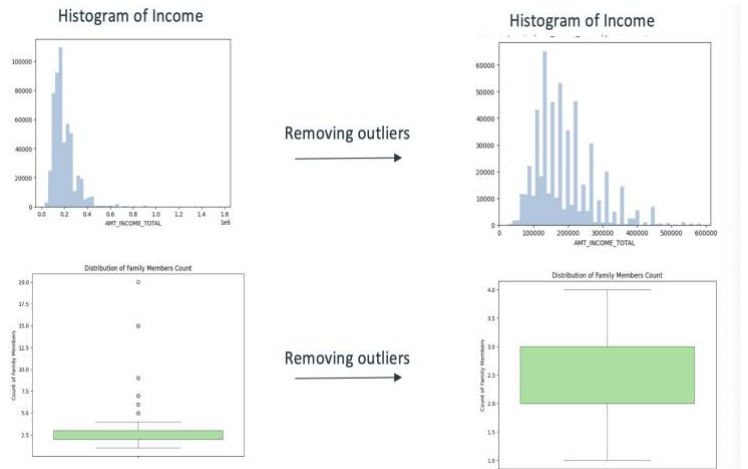 Histogram of Income
Histogram of Income
100000
80000
60000
40000
20000
0
0.0 0.2 0.4 0.6 0.8 1.0 1.2 1.4 1.6
1e6
AMT_INCOME_TOTAL
Removing outliers
60000
50000
40000
30000
20000
10000
0
0 100000 200000 300000 400000 500000 600000
AMT_INCOME_TOTAL
Distribution of Family Members Count
20.0
17.5
15.0
12.5
10.0
7.5
5.0
2.5
Count of Family Members
Removing outliers
Distribution of Family Members Count
4.0
3.5
3.0
2.5
2.0
1.5
1.0
Count of Family Members